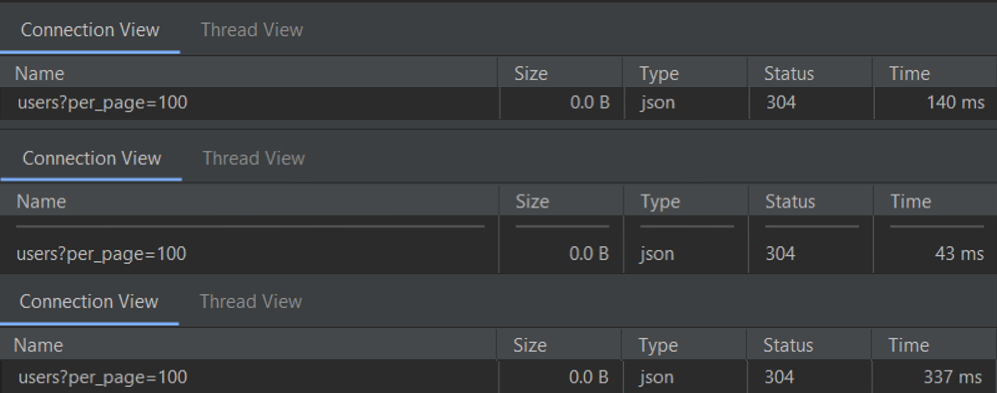 Connection View Thread View
Name Size Type Status Time
users?per_page=100 0.0 B json 304 140 ms
Connection View Thread View
Name Size Type Status Time
users?per_page=100 0.0 B json 304 43 ms
Connection View Thread View
Name Size Type Status Time
users?per_page=100 0.0 B json 304 337 ms